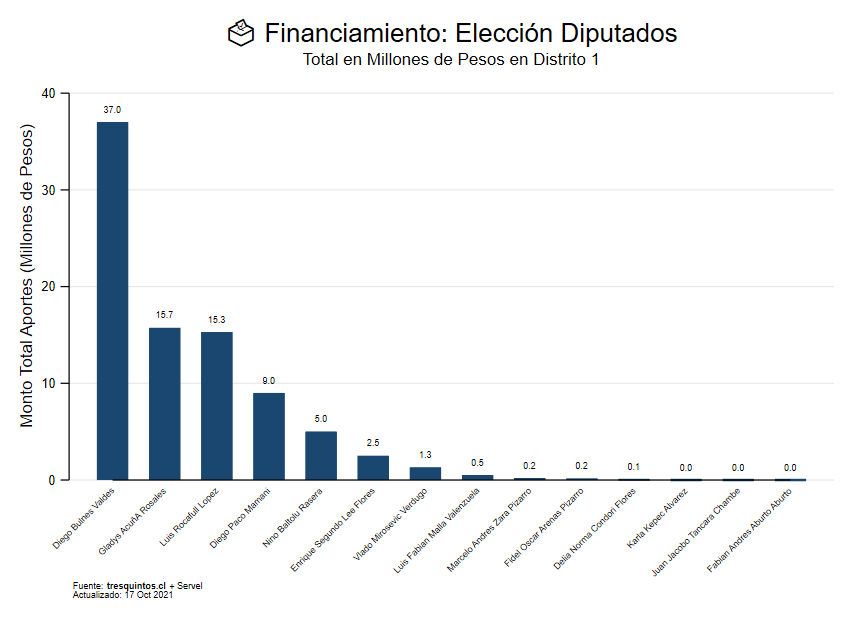 Financiamiento: Elección Diputados
Total en Millones de Pesos en Distrito 1
Monto Total Aportes (Millones de Pesos)
40
30
20
10
0
37.0
15.7
15.3
9.0
5.0
2.5
1.3
0.5
0.2
0.2
0.1
0.0
0.0
0.0
Diego Bulnes Valdes
Gladys AcuñA Rosales
Luis Rocafull Lopez
Diego Paco Mamani
Nino Baltolu Rasera
Enrique Segundo Lee Flores
Vlado Mirosevic Verdugo
Luis Fabian Malla Valenzuela
Marcelo Andres Zara Pizarro
Fidel Oscar Arenas Pizarro
Delia Norma Condori Flores
Karla Kepec Alvarez
Juan Jacobo Tancara Chambe
Fabian Andres Aburto Aburto
Fuente: tresquintos.cl + Servel
Actualizado: 17 Oct 2021